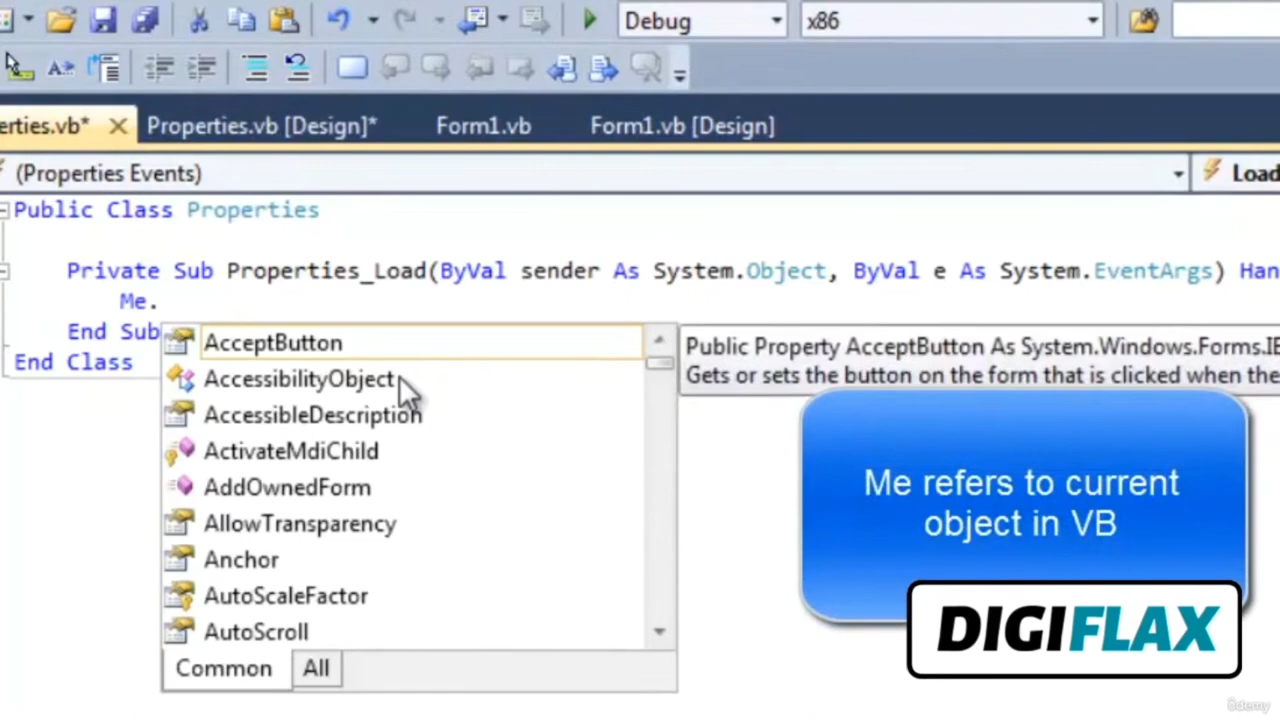 Debug
x86
erties.vb*
Properties.vb [Design]*
Form1.vb
Form1.vb [Design]
(Properties Events)
Load
Public Class Properties
Private Sub Properties_Load(ByVal sender As System.Object, ByVal e As System.EventArgs) Han
Me.
End Sub
End Class
AcceptButton
AccessibilityObject
AccessibleDescription
ActivateMdiChild
AddOwnedForm
AllowTransparency
Anchor
AutoScaleFactor
AutoScroll
Common
All
Public Property AcceptButton As System.Windows.Forms.IE
Gets or sets the button on the form that is clicked when the
Me refers to current
object in VB
DIGIFLAX
ûdemy